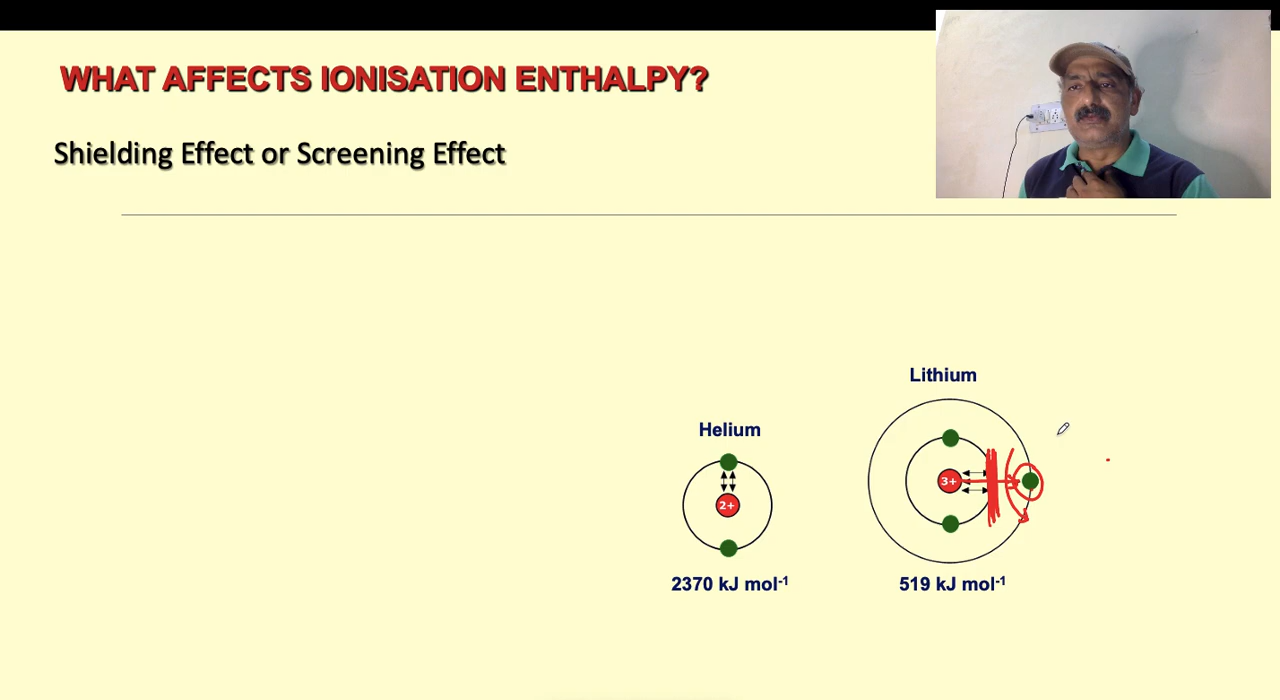 WHAT AFFECTS IONISATION ENTHALPY?
Shielding Effect or Screening Effect
Lithium
Helium
3+
2+
2370 kJ mol⁻¹
519 kJ mol⁻¹